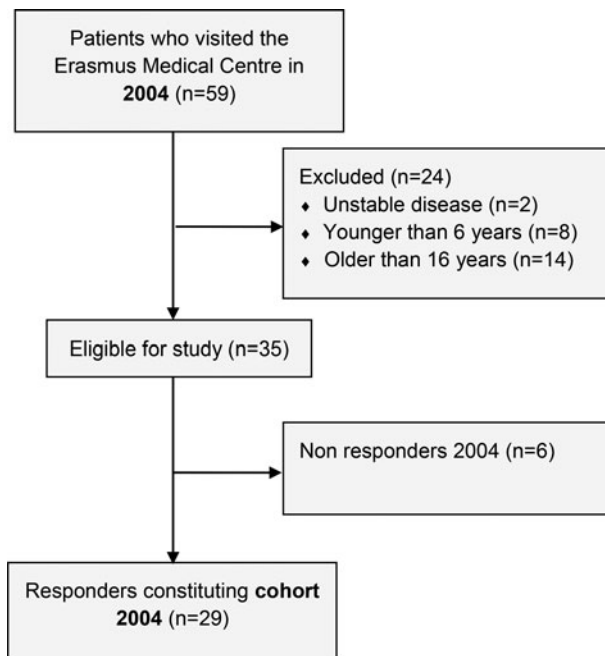 Patients who visited the
Erasmus Medical Centre in
2004 (n=59)
Excluded (n=24)
♦ Unstable disease (n=2)
♦ Younger than 6 years (n=8)
♦ Older than 16 years (n=14)
Eligible for study (n=35)
Non responders 2004 (n=6)
Responders constituting cohort
2004 (n=29)